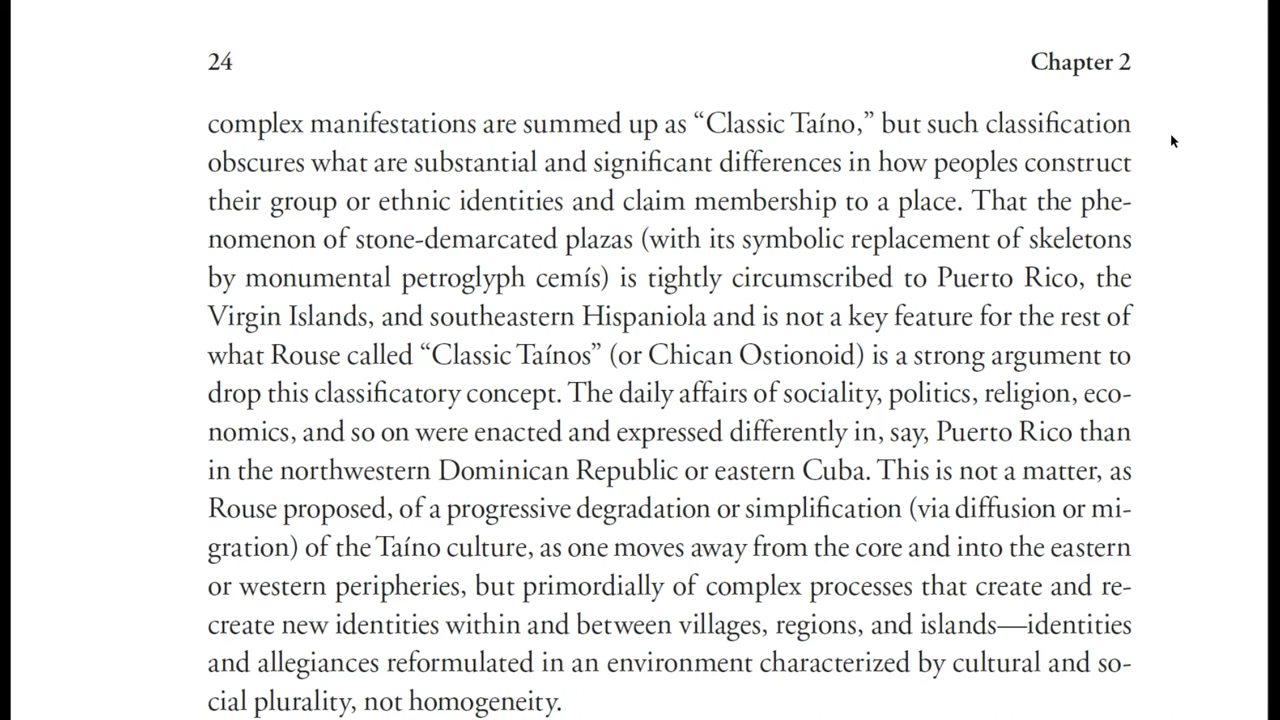 24 Chapter 2
complex manifestations are summed up as “Classic Taíno,” but such classification
obscures what are substantial and significant differences in how peoples construct
their group or ethnic identities and claim membership to a place. That the phe-
nomenon of stone-demarcated plazas (with its symbolic replacement of skeletons
by monumental petroglyph cemís) is tightly circumscribed to Puerto Rico, the
Virgin Islands, and southeastern Hispaniola and is not a key feature for the rest of
what Rouse called “Classic Taínos” (or Chican Ostionoid) is a strong argument to
drop this classificatory concept. The daily affairs of sociality, politics, religion, eco-
nomics, and so on were enacted and expressed differently in, say, Puerto Rico than
in the northwestern Dominican Republic or eastern Cuba. This is not a matter, as
Rouse proposed, of a progressive degradation or simplification (via diffusion or mi-
gration) of the Taíno culture, as one moves away from the core and into the eastern
or western peripheries, but primordially of complex processes that create and re-
create new identities within and between villages, regions, and islands—identities
and allegiances reformulated in an environment characterized by cultural and so-
cial plurality, not homogeneity.